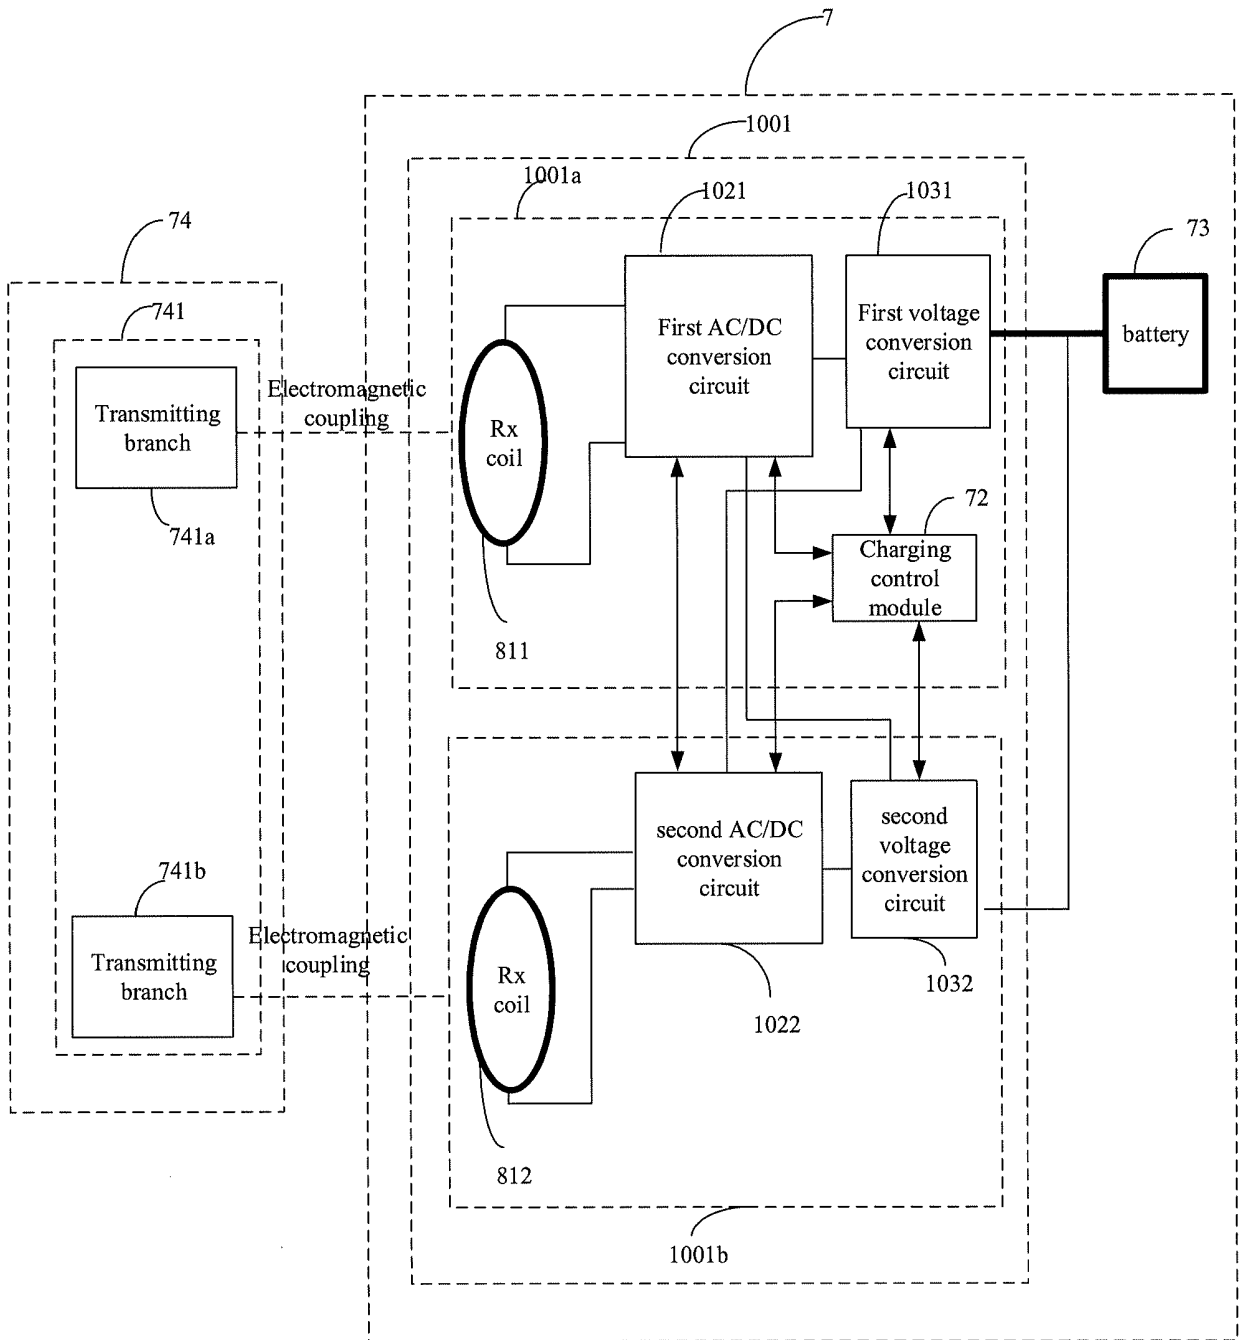 7
1001
1001a
1021
1031
73
74
741
Transmitting
branch
741a
Electromagnetic
coupling
Rx
coil
811
First AC/DC
conversion
circuit
First voltage
conversion
circuit
battery
72
Charging
control
module
741b
Transmitting
branch
Electromagnetic
coupling
Rx
coil
812
second AC/DC
conversion
circuit
1022
second
voltage
conversion
circuit
1032
1001b